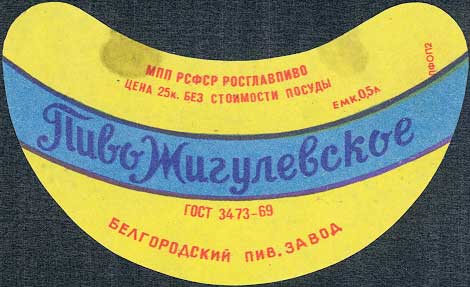 МПП РСФСР РОСГЛАВПИВО
ЦЕНА 25к. БЕЗ СТОИМОСТИ ПОСУДЫ
ЕМК. 0,5л
ПФОП2
Пиво Жигулевское
ГОСТ 3473-69
БЕЛГОРОДСКИЙ ПИВ. ЗАВОД